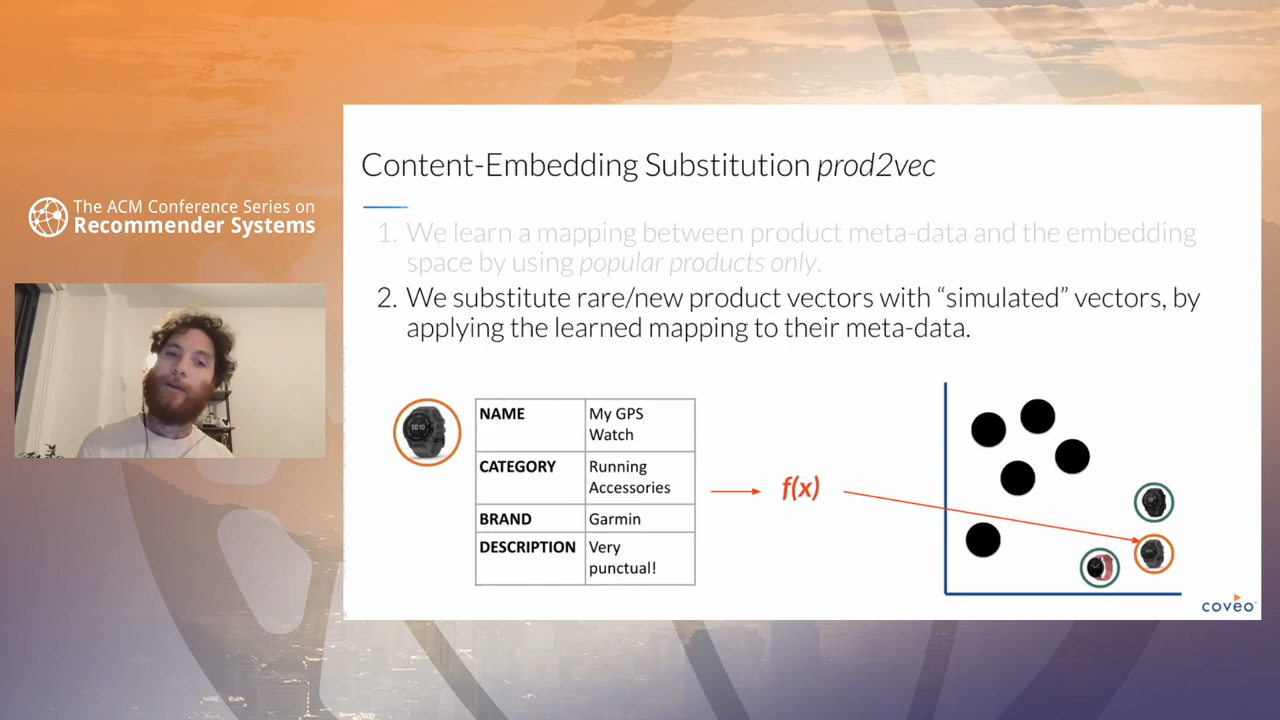 The ACM Conference Series on
Recommender Systems
Content-Embedding Substitution prod2vec
1. We learn a mapping between product meta-data and the embedding
space by using popular products only.
2. We substitute rare/new product vectors with “simulated” vectors, by
applying the learned mapping to their meta-data.
NAME My GPS
Watch
CATEGORY Running
Accessories
BRAND Garmin
DESCRIPTION Very
punctual!
f(x)
10:10
coveo